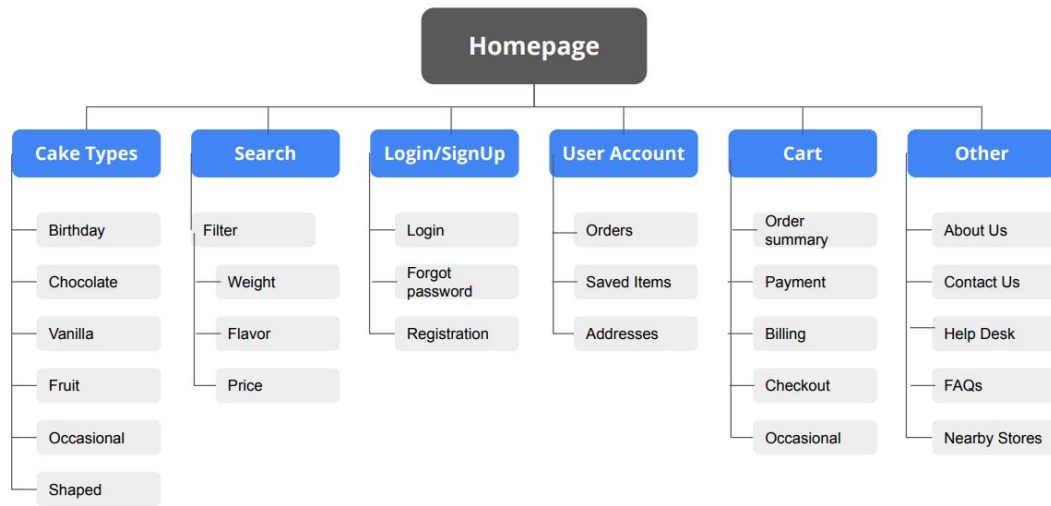 Homepage
Cake Types
Search
Login/SignUp
User Account
Cart
Other
Birthday
Chocolate
Vanilla
Fruit
Occasional
Shaped
Filter
Weight
Flavor
Price
Login
Forgot
password
Registration
Orders
Saved Items
Addresses
Order
summary
Payment
Billing
Checkout
Occasional
About Us
Contact Us
Help Desk
FAQs
Nearby Stores